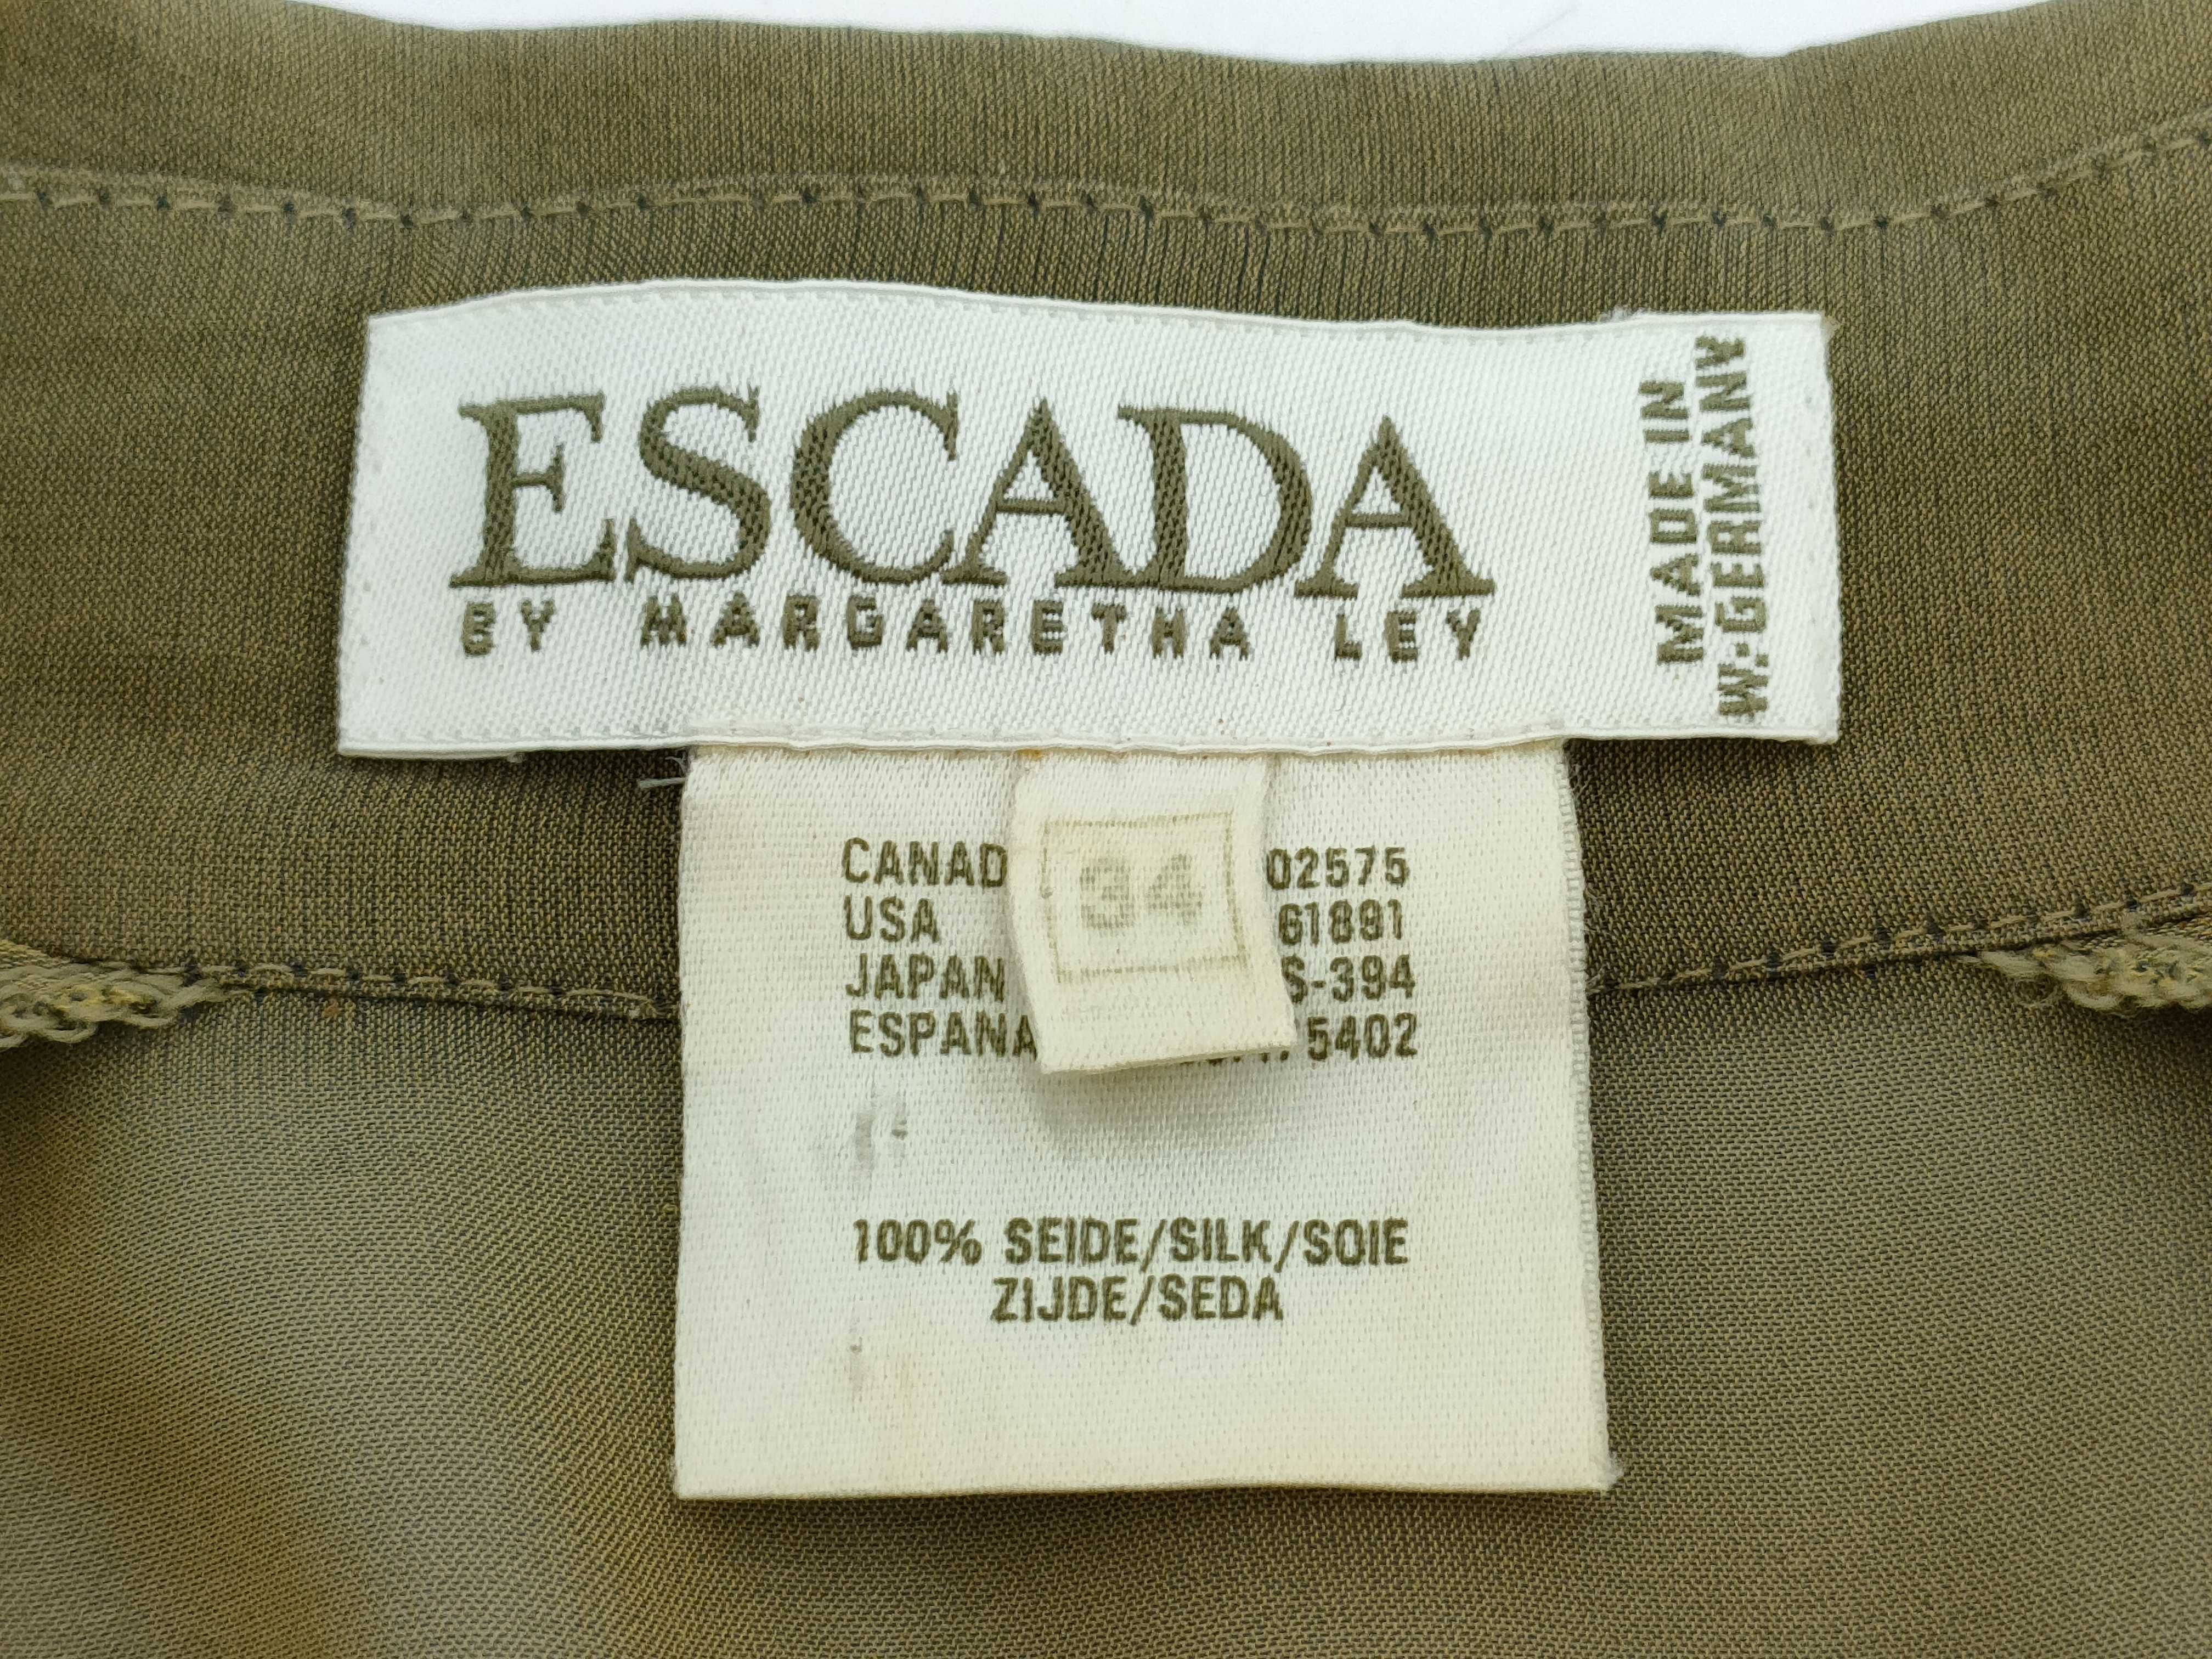 ESCADA
BY MARGARETHA LEY
MADE IN
W.-GERMANY
34
CANAD 02575
USA 61891
JAPAN S-394
ESPANA 5402
100% SEIDE/SILK/SOIE
ZIJDE/SEDA